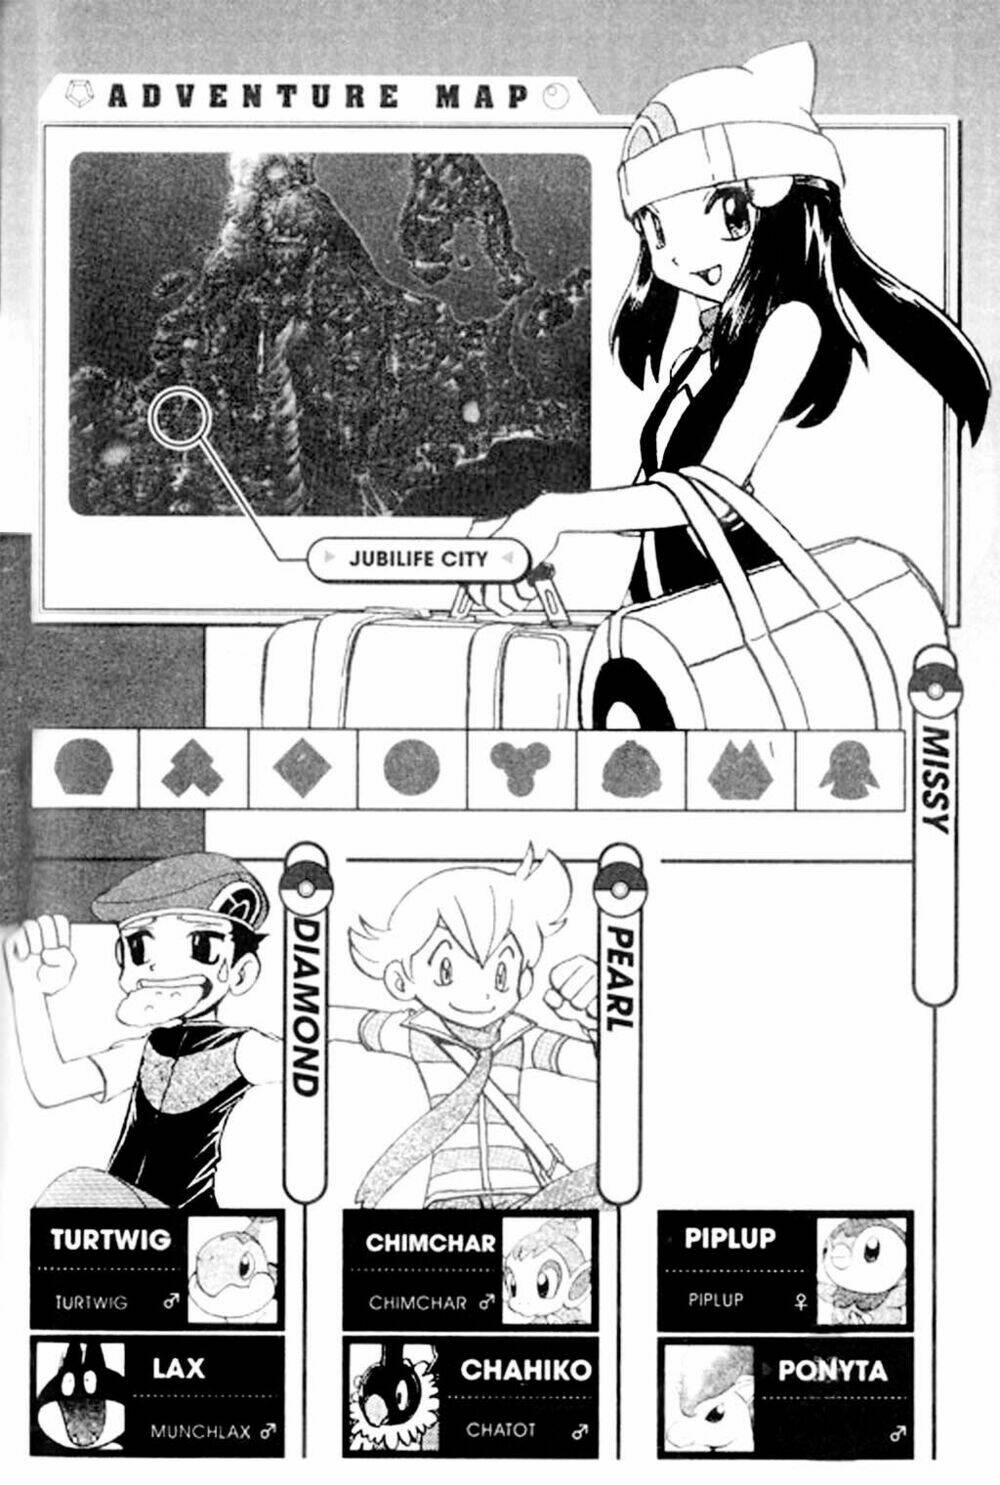 ADVENTURE MAP
JUBILIFE CITY
MISSY
DIAMOND
PEARL
TURTWIG
TURTWIG ♂
LAX
MUNCHLAX ♂
CHIMCHAR
CHIMCHAR ♂
CHAHIKO
CHATOT ♂
PIPLUP
PIPLUP ♀
PONYTA
♂